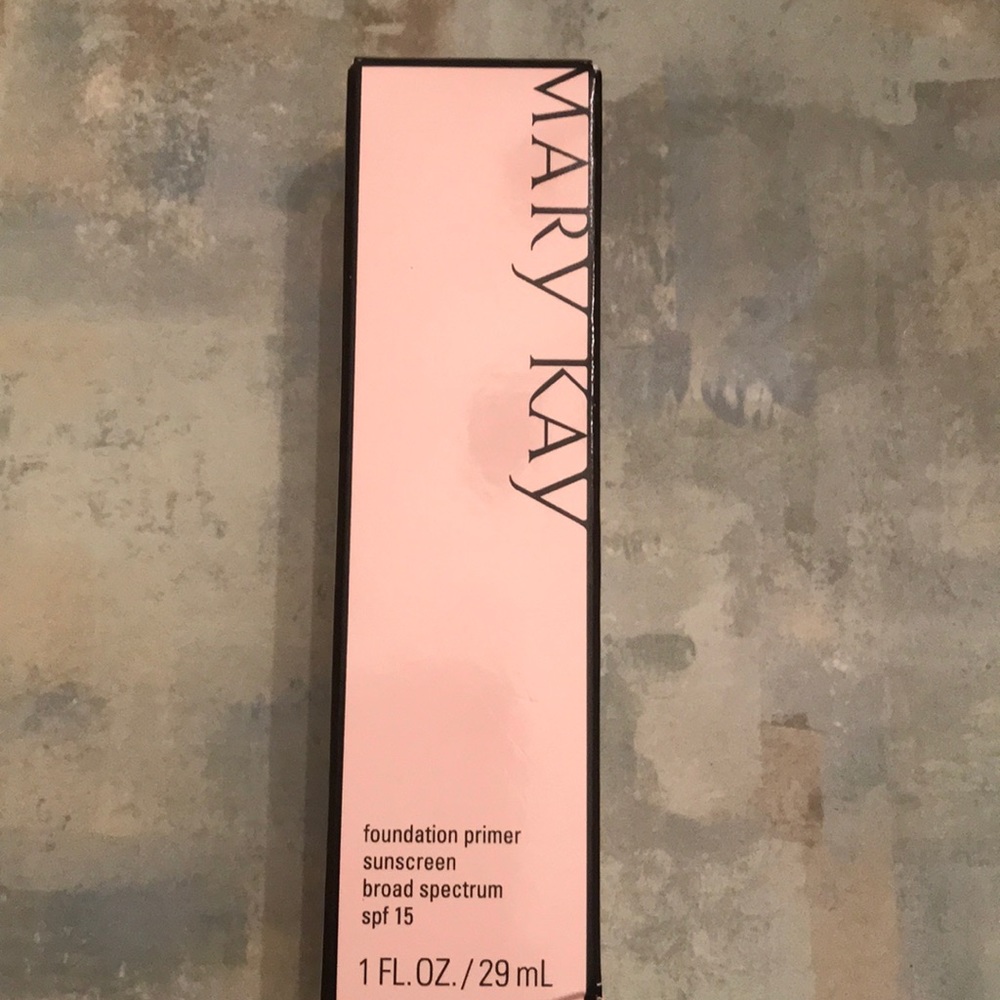 MARY KAY
foundation primer
sunscreen
broad spectrum
spf 15
1 FL.OZ./29 mL